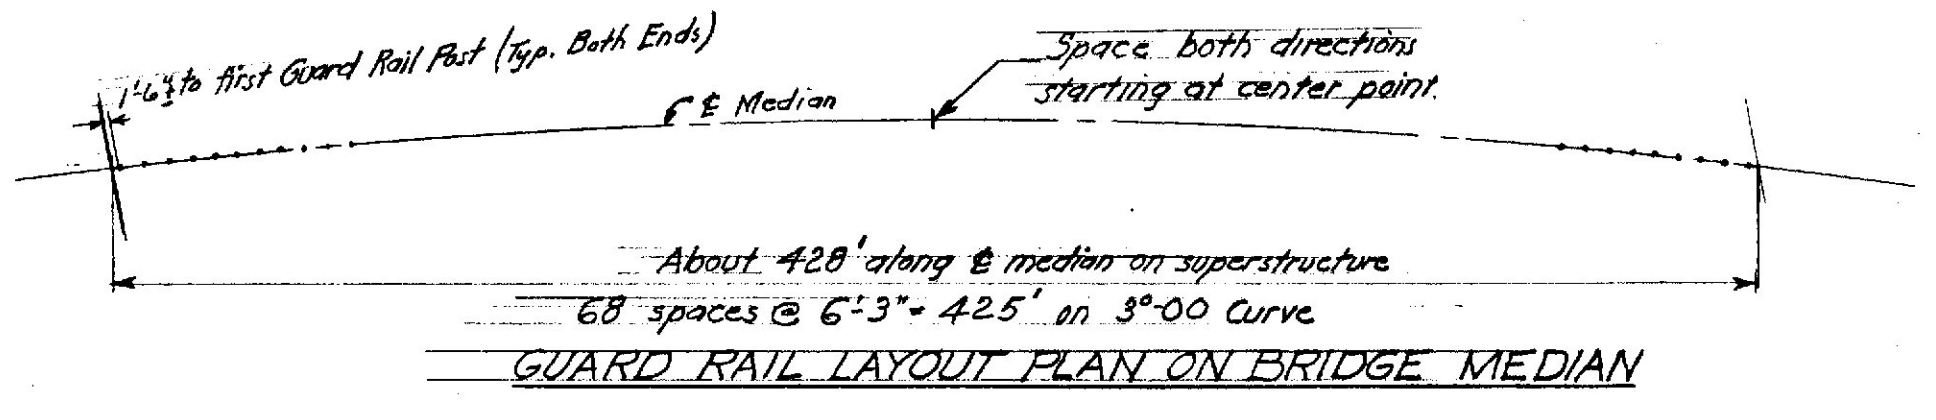 1'-6"± to first Guard Rail Post (Typ. Both Ends)
Space both directions
starting at center point.
℄ Median
About 428' along ℄ median on superstructure
68 spaces @ 6'-3" = 425' on 3°-00 Curve
GUARD RAIL LAYOUT PLAN ON BRIDGE MEDIAN